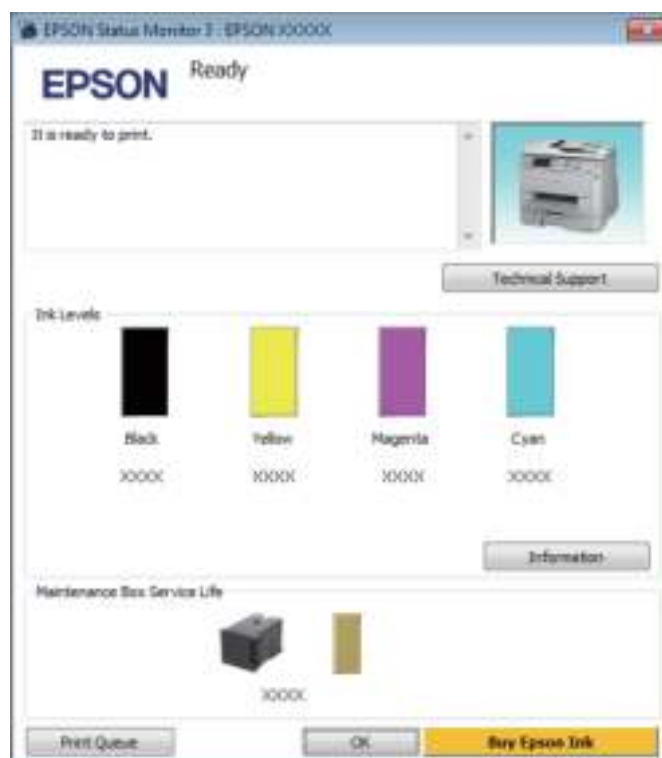 EPSON Status Monitor 3 : EPSON XXXXX
EPSON
Ready
It is ready to print.
Technical Support
Ink Levels
Black Yellow Magenta Cyan
XXXX XXXX XXXX XXXX
Information
Maintenance Box Service Life
XXXX
Print Queue OK Buy Epson Ink